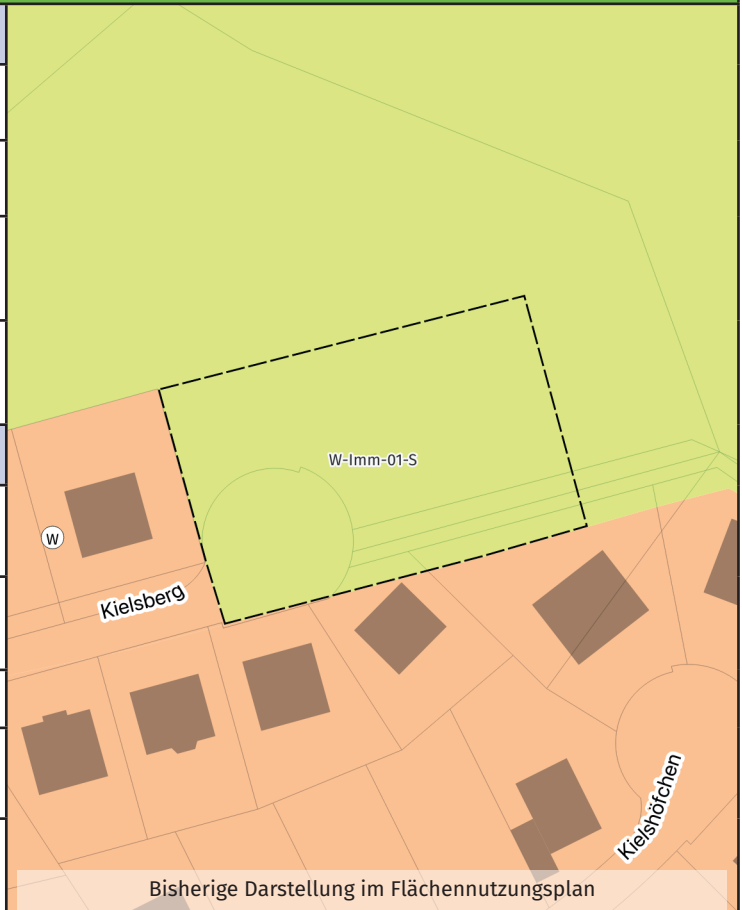 W-Imm-01-S
W
Kielsberg
Kielshöfchen
Bisherige Darstellung im Flächennutzungsplan